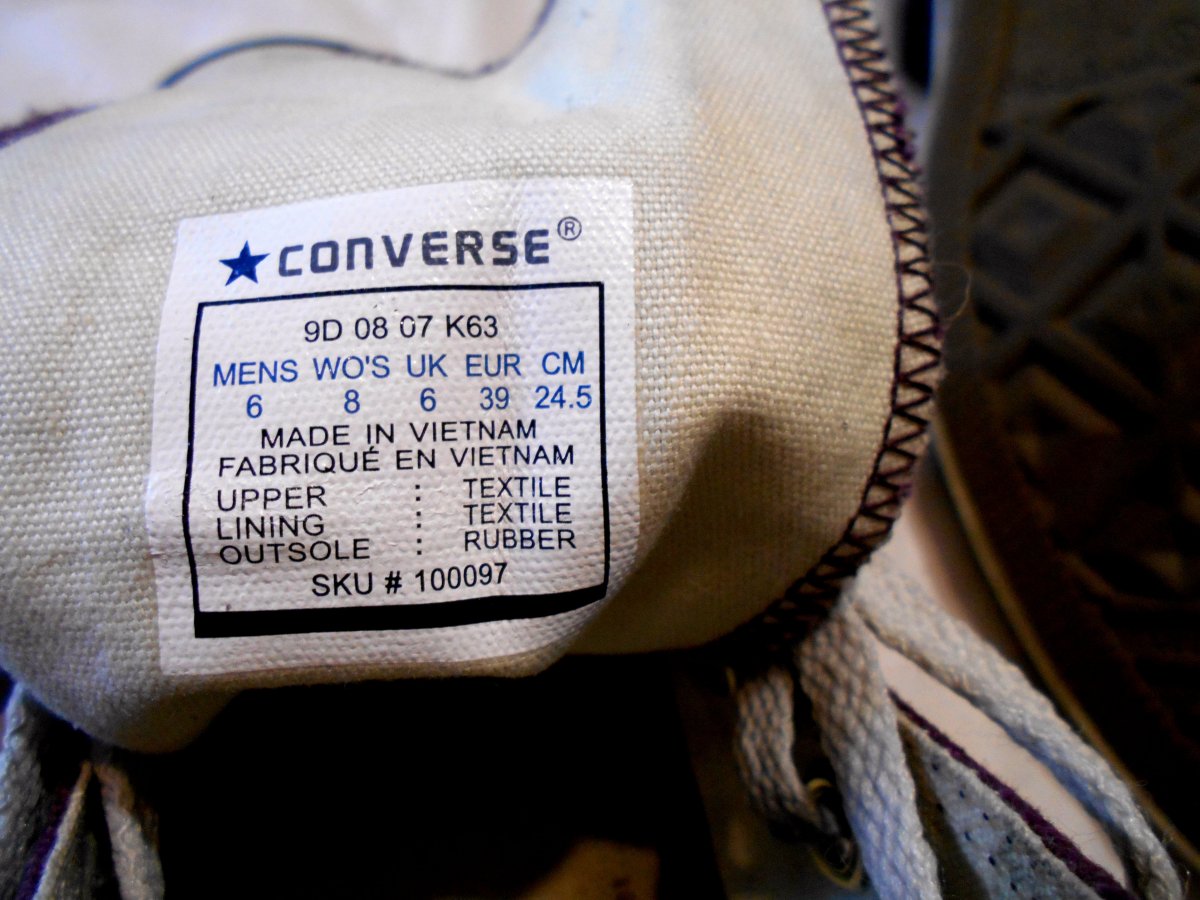 CONVERSE®
9D 08 07 K63
MENS WO'S UK EUR CM
6 8 6 39 24.5
MADE IN VIETNAM
FABRIQUÉ EN VIETNAM
UPPER : TEXTILE
LINING : TEXTILE
OUTSOLE : RUBBER
SKU # 100097